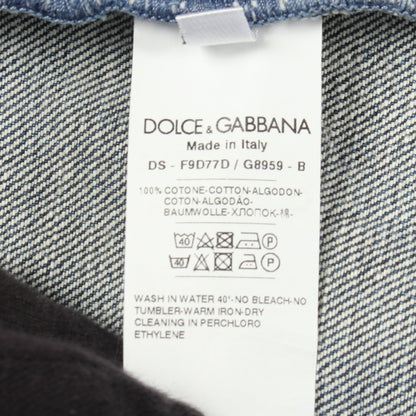 DOLCE & GABBANA
Made in Italy
DS - F9D77D / G8959 - B
100% COTONE-COTTON-ALGODON-
COTON-ALGODÃO-
BAUMWOLLE-ХЛОПОК-棉-
40 P
40 P
WASH IN WATER 40°-NO BLEACH-NO
TUMBLER-WARM IRON-DRY
CLEANING IN PERCHLORO
ETHYLENE